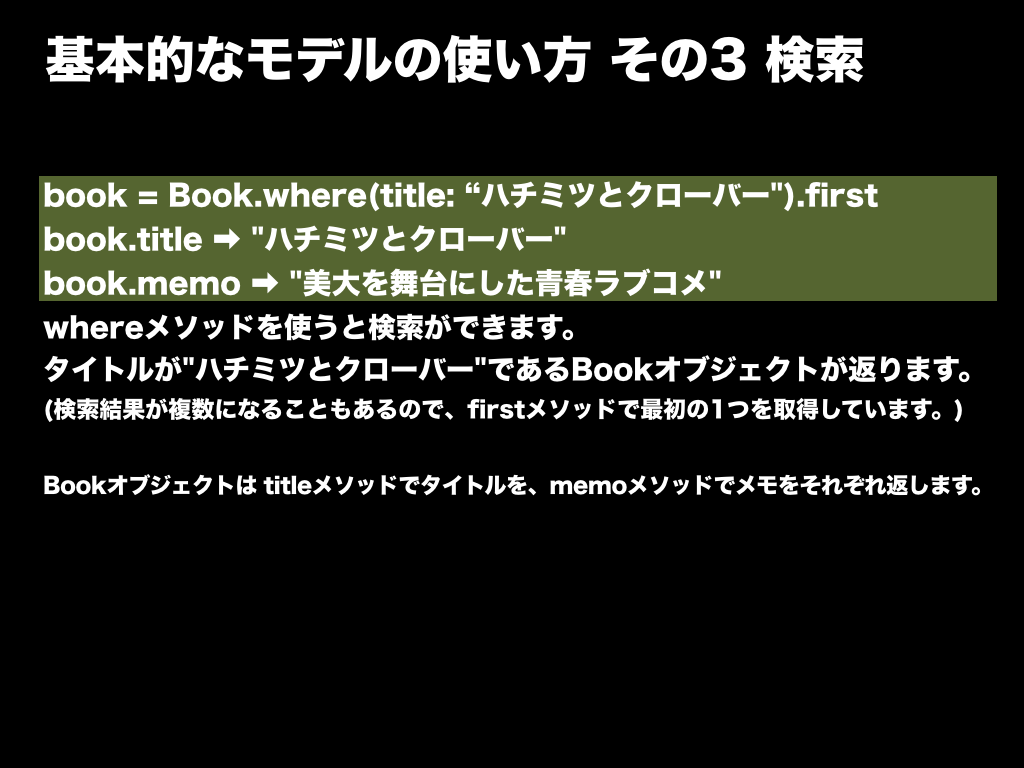 基本的なモデルの使い方 その3 検索
book = Book.where(title: “ハチミツとクローバー").first
book.title ➡ "ハチミツとクローバー"
book.memo ➡ "美大を舞台にした青春ラブコメ"
whereメソッドを使うと検索ができます。
タイトルが"ハチミツとクローバー"であるBookオブジェクトが返ります。
(検索結果が複数になることもあるので、firstメソッドで最初の1つを取得しています。)
Bookオブジェクトは titleメソッドでタイトルを、memoメソッドでメモをそれぞれ返します。